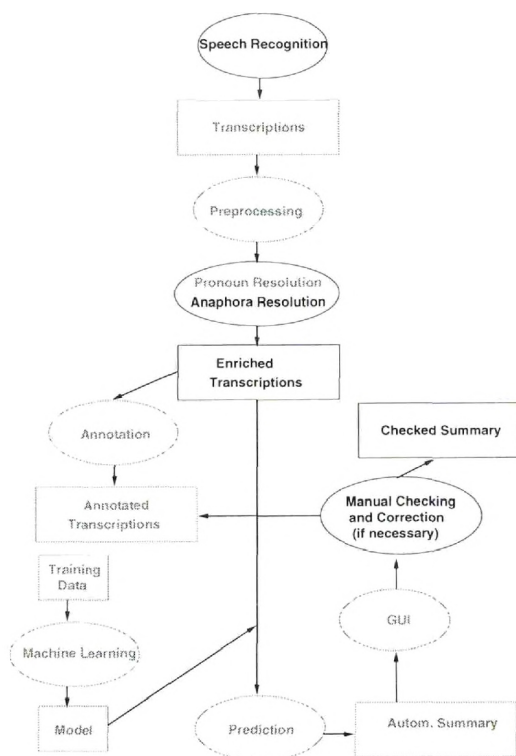 Speech Recognition
Transcriptions
Preprocessing
Pronoun Resolution
Anaphora Resolution
Enriched
Transcriptions
Annotation
Checked Summary
Annotated
Transcriptions
Manual Checking
and Correction
(if necessary)
Training
Data
GUI
Machine Learning
Model
Prediction
Autom. Summary